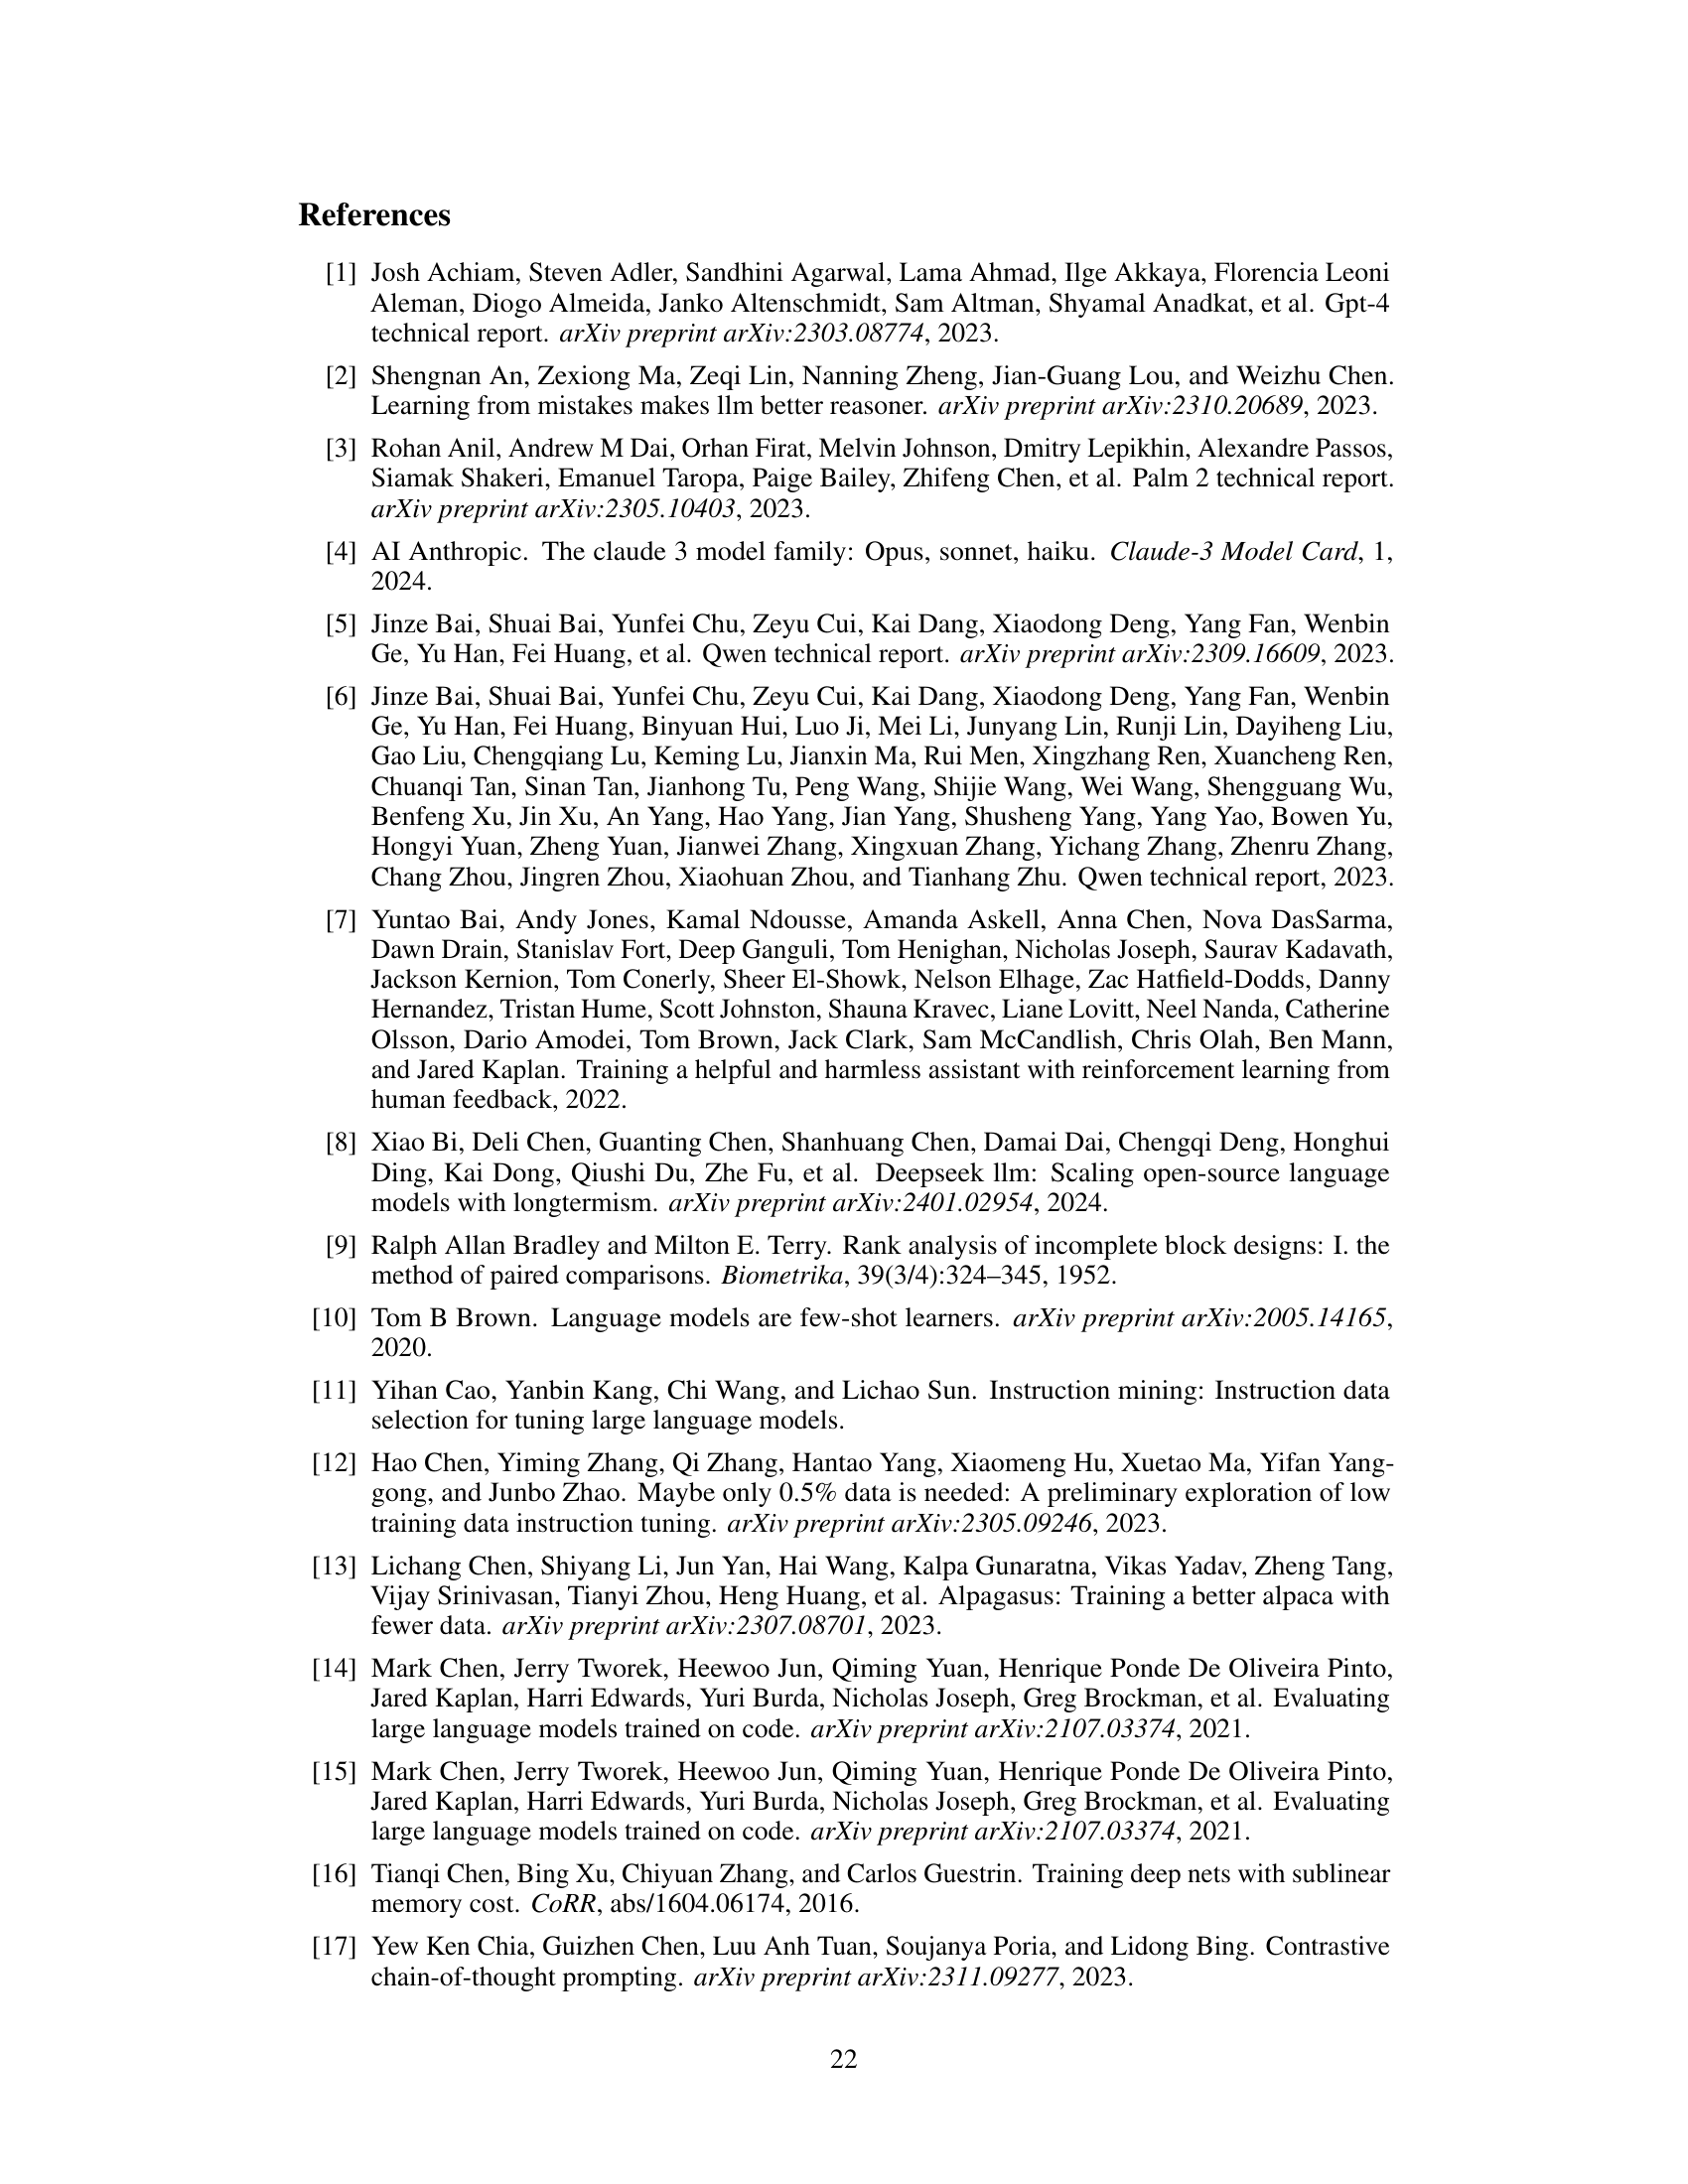 References
[1] Josh Achiam, Steven Adler, Sandhini Agarwal, Lama Ahmad, Ilge Akkaya, Florencia Leoni
Aleman, Diogo Almeida, Janko Altenschmidt, Sam Altman, Shyamal Anadkat, et al. Gpt-4
technical report. arXiv preprint arXiv:2303.08774, 2023.
[2] Shengnan An, Zexiong Ma, Zeqi Lin, Nanning Zheng, Jian-Guang Lou, and Weizhu Chen.
Learning from mistakes makes llm better reasoner. arXiv preprint arXiv:2310.20689, 2023.
[3] Rohan Anil, Andrew M Dai, Orhan Firat, Melvin Johnson, Dmitry Lepikhin, Alexandre Passos,
Siamak Shakeri, Emanuel Taropa, Paige Bailey, Zhifeng Chen, et al. Palm 2 technical report.
arXiv preprint arXiv:2305.10403, 2023.
[4] AI Anthropic. The claude 3 model family: Opus, sonnet, haiku. Claude-3 Model Card, 1,
2024.
[5] Jinze Bai, Shuai Bai, Yunfei Chu, Zeyu Cui, Kai Dang, Xiaodong Deng, Yang Fan, Wenbin
Ge, Yu Han, Fei Huang, et al. Qwen technical report. arXiv preprint arXiv:2309.16609, 2023.
[6] Jinze Bai, Shuai Bai, Yunfei Chu, Zeyu Cui, Kai Dang, Xiaodong Deng, Yang Fan, Wenbin
Ge, Yu Han, Fei Huang, Binyuan Hui, Luo Ji, Mei Li, Junyang Lin, Runji Lin, Dayiheng Liu,
Gao Liu, Chengqiang Lu, Keming Lu, Jianxin Ma, Rui Men, Xingzhang Ren, Xuancheng Ren,
Chuanqi Tan, Sinan Tan, Jianhong Tu, Peng Wang, Shijie Wang, Wei Wang, Shengguang Wu,
Benfeng Xu, Jin Xu, An Yang, Hao Yang, Jian Yang, Shusheng Yang, Yang Yao, Bowen Yu,
Hongyi Yuan, Zheng Yuan, Jianwei Zhang, Xingxuan Zhang, Yichang Zhang, Zhenru Zhang,
Chang Zhou, Jingren Zhou, Xiaohuan Zhou, and Tianhang Zhu. Qwen technical report, 2023.
[7] Yuntao Bai, Andy Jones, Kamal Ndousse, Amanda Askell, Anna Chen, Nova DasSarma,
Dawn Drain, Stanislav Fort, Deep Ganguli, Tom Henighan, Nicholas Joseph, Saurav Kadavath,
Jackson Kernion, Tom Conerly, Sheer El-Showk, Nelson Elhage, Zac Hatfield-Dodds, Danny
Hernandez, Tristan Hume, Scott Johnston, Shauna Kravec, Liane Lovitt, Neel Nanda, Catherine
Olsson, Dario Amodei, Tom Brown, Jack Clark, Sam McCandlish, Chris Olah, Ben Mann,
and Jared Kaplan. Training a helpful and harmless assistant with reinforcement learning from
human feedback, 2022.
[8] Xiao Bi, Deli Chen, Guanting Chen, Shanhuang Chen, Damai Dai, Chengqi Deng, Honghui
Ding, Kai Dong, Qiushi Du, Zhe Fu, et al. Deepseek llm: Scaling open-source language
models with longtermism. arXiv preprint arXiv:2401.02954, 2024.
[9] Ralph Allan Bradley and Milton E. Terry. Rank analysis of incomplete block designs: I. the
method of paired comparisons. Biometrika, 39(3/4):324–345, 1952.
[10] Tom B Brown. Language models are few-shot learners. arXiv preprint arXiv:2005.14165,
2020.
[11] Yihan Cao, Yanbin Kang, Chi Wang, and Lichao Sun. Instruction mining: Instruction data
selection for tuning large language models.
[12] Hao Chen, Yiming Zhang, Qi Zhang, Hantao Yang, Xiaomeng Hu, Xuetao Ma, Yifan Yang-
gong, and Junbo Zhao. Maybe only 0.5% data is needed: A preliminary exploration of low
training data instruction tuning. arXiv preprint arXiv:2305.09246, 2023.
[13] Lichang Chen, Shiyang Li, Jun Yan, Hai Wang, Kalpa Gunaratna, Vikas Yadav, Zheng Tang,
Vijay Srinivasan, Tianyi Zhou, Heng Huang, et al. Alpagasus: Training a better alpaca with
fewer data. arXiv preprint arXiv:2307.08701, 2023.
[14] Mark Chen, Jerry Tworek, Heewoo Jun, Qiming Yuan, Henrique Ponde De Oliveira Pinto,
Jared Kaplan, Harri Edwards, Yuri Burda, Nicholas Joseph, Greg Brockman, et al. Evaluating
large language models trained on code. arXiv preprint arXiv:2107.03374, 2021.
[15] Mark Chen, Jerry Tworek, Heewoo Jun, Qiming Yuan, Henrique Ponde De Oliveira Pinto,
Jared Kaplan, Harri Edwards, Yuri Burda, Nicholas Joseph, Greg Brockman, et al. Evaluating
large language models trained on code. arXiv preprint arXiv:2107.03374, 2021.
[16] Tianqi Chen, Bing Xu, Chiyuan Zhang, and Carlos Guestrin. Training deep nets with sublinear
memory cost. CoRR, abs/1604.06174, 2016.
[17] Yew Ken Chia, Guizhen Chen, Luu Anh Tuan, Soujanya Poria, and Lidong Bing. Contrastive
chain-of-thought prompting. arXiv preprint arXiv:2311.09277, 2023.
22